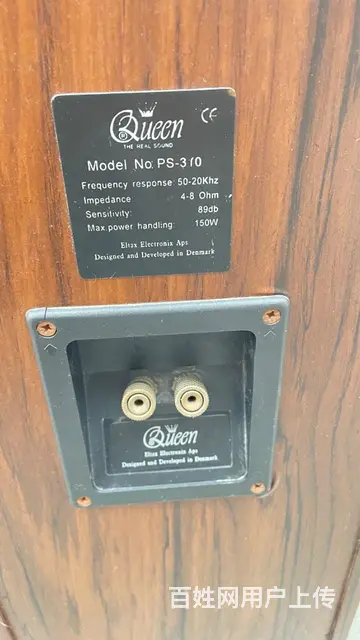 Queen
CE
THE REAL SOUND
Model No: PS-310
Frequency response: 50-20Khz
Impedance 4-8 Ohm
Sensitivity: 89db
Max.power handling: 150W
Eltax Electronix Aps
Designed and Developed in Denmark
Queen
Eltax Electronix Aps
Designed and Developed in Denmark
百姓网用户上传